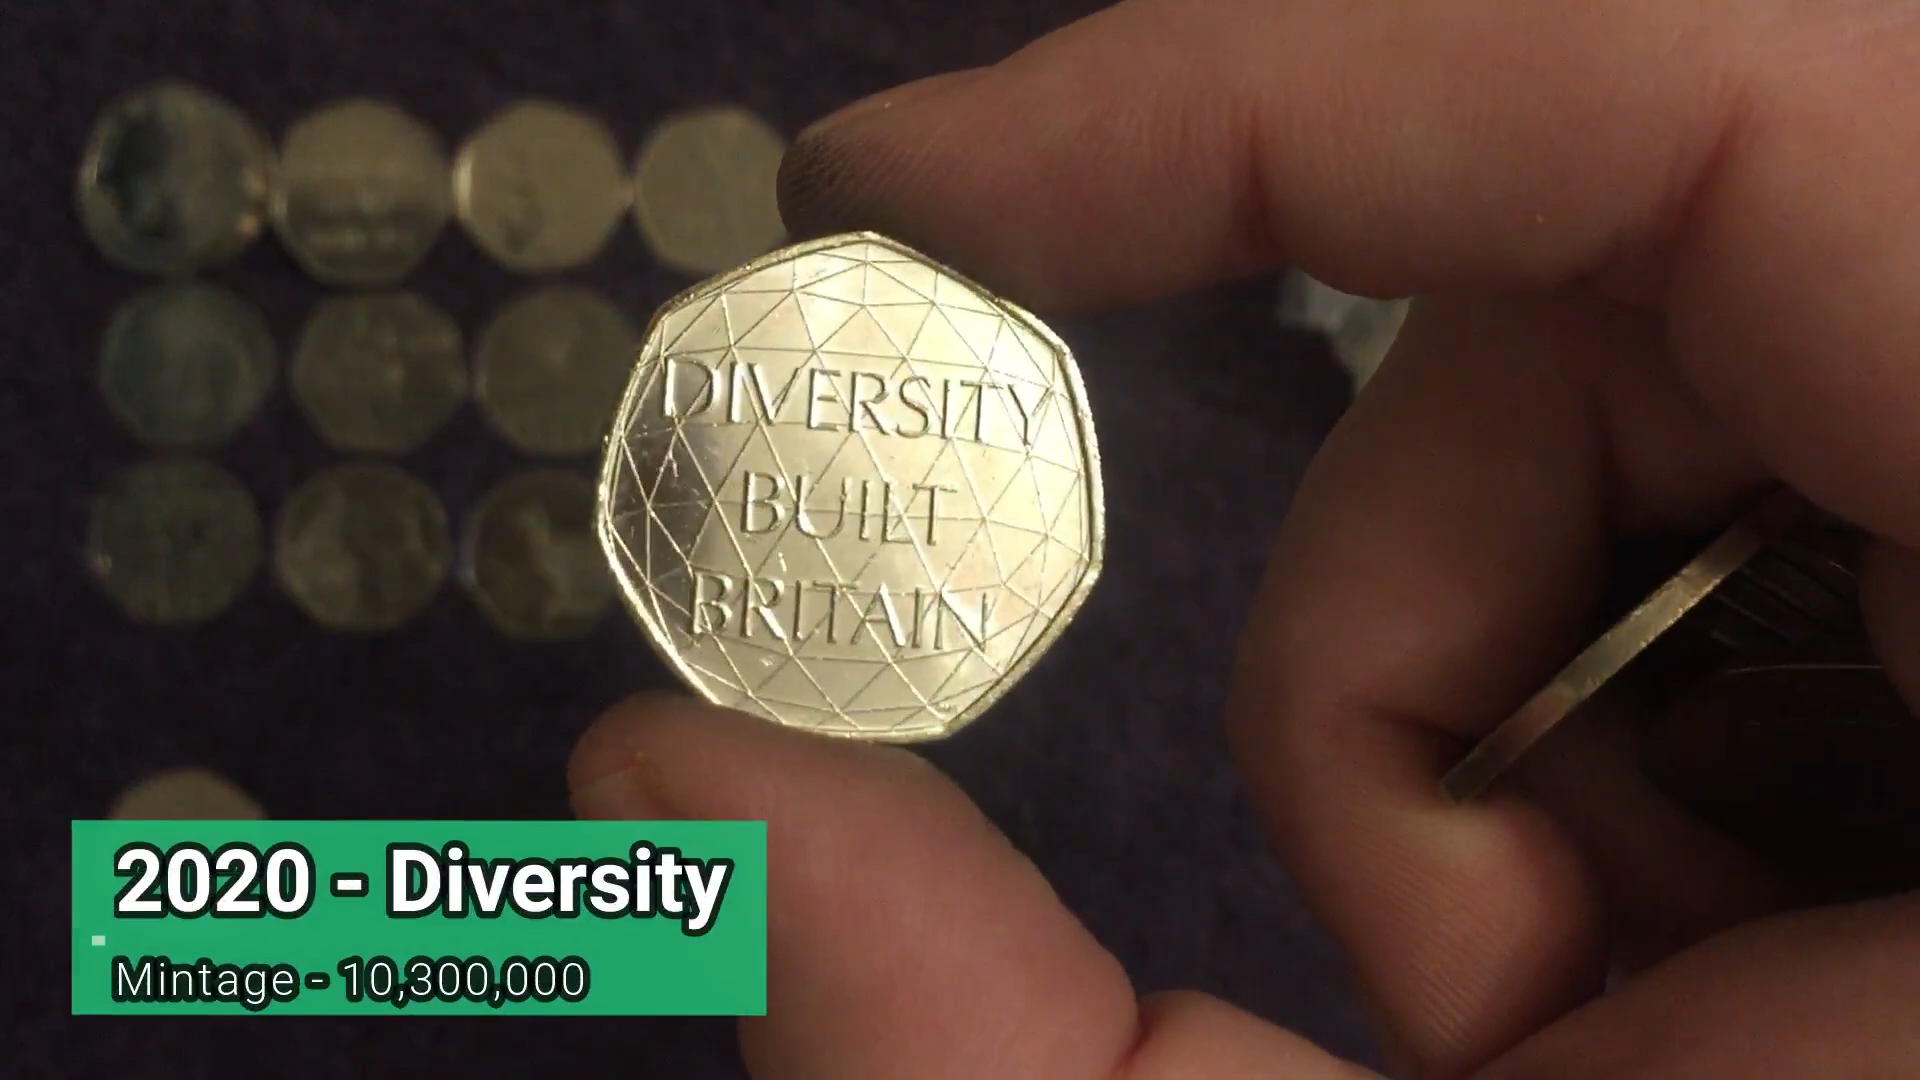 DIVERSITY
BUILT
BRITAIN
2020 - Diversity
Mintage - 10,300,000